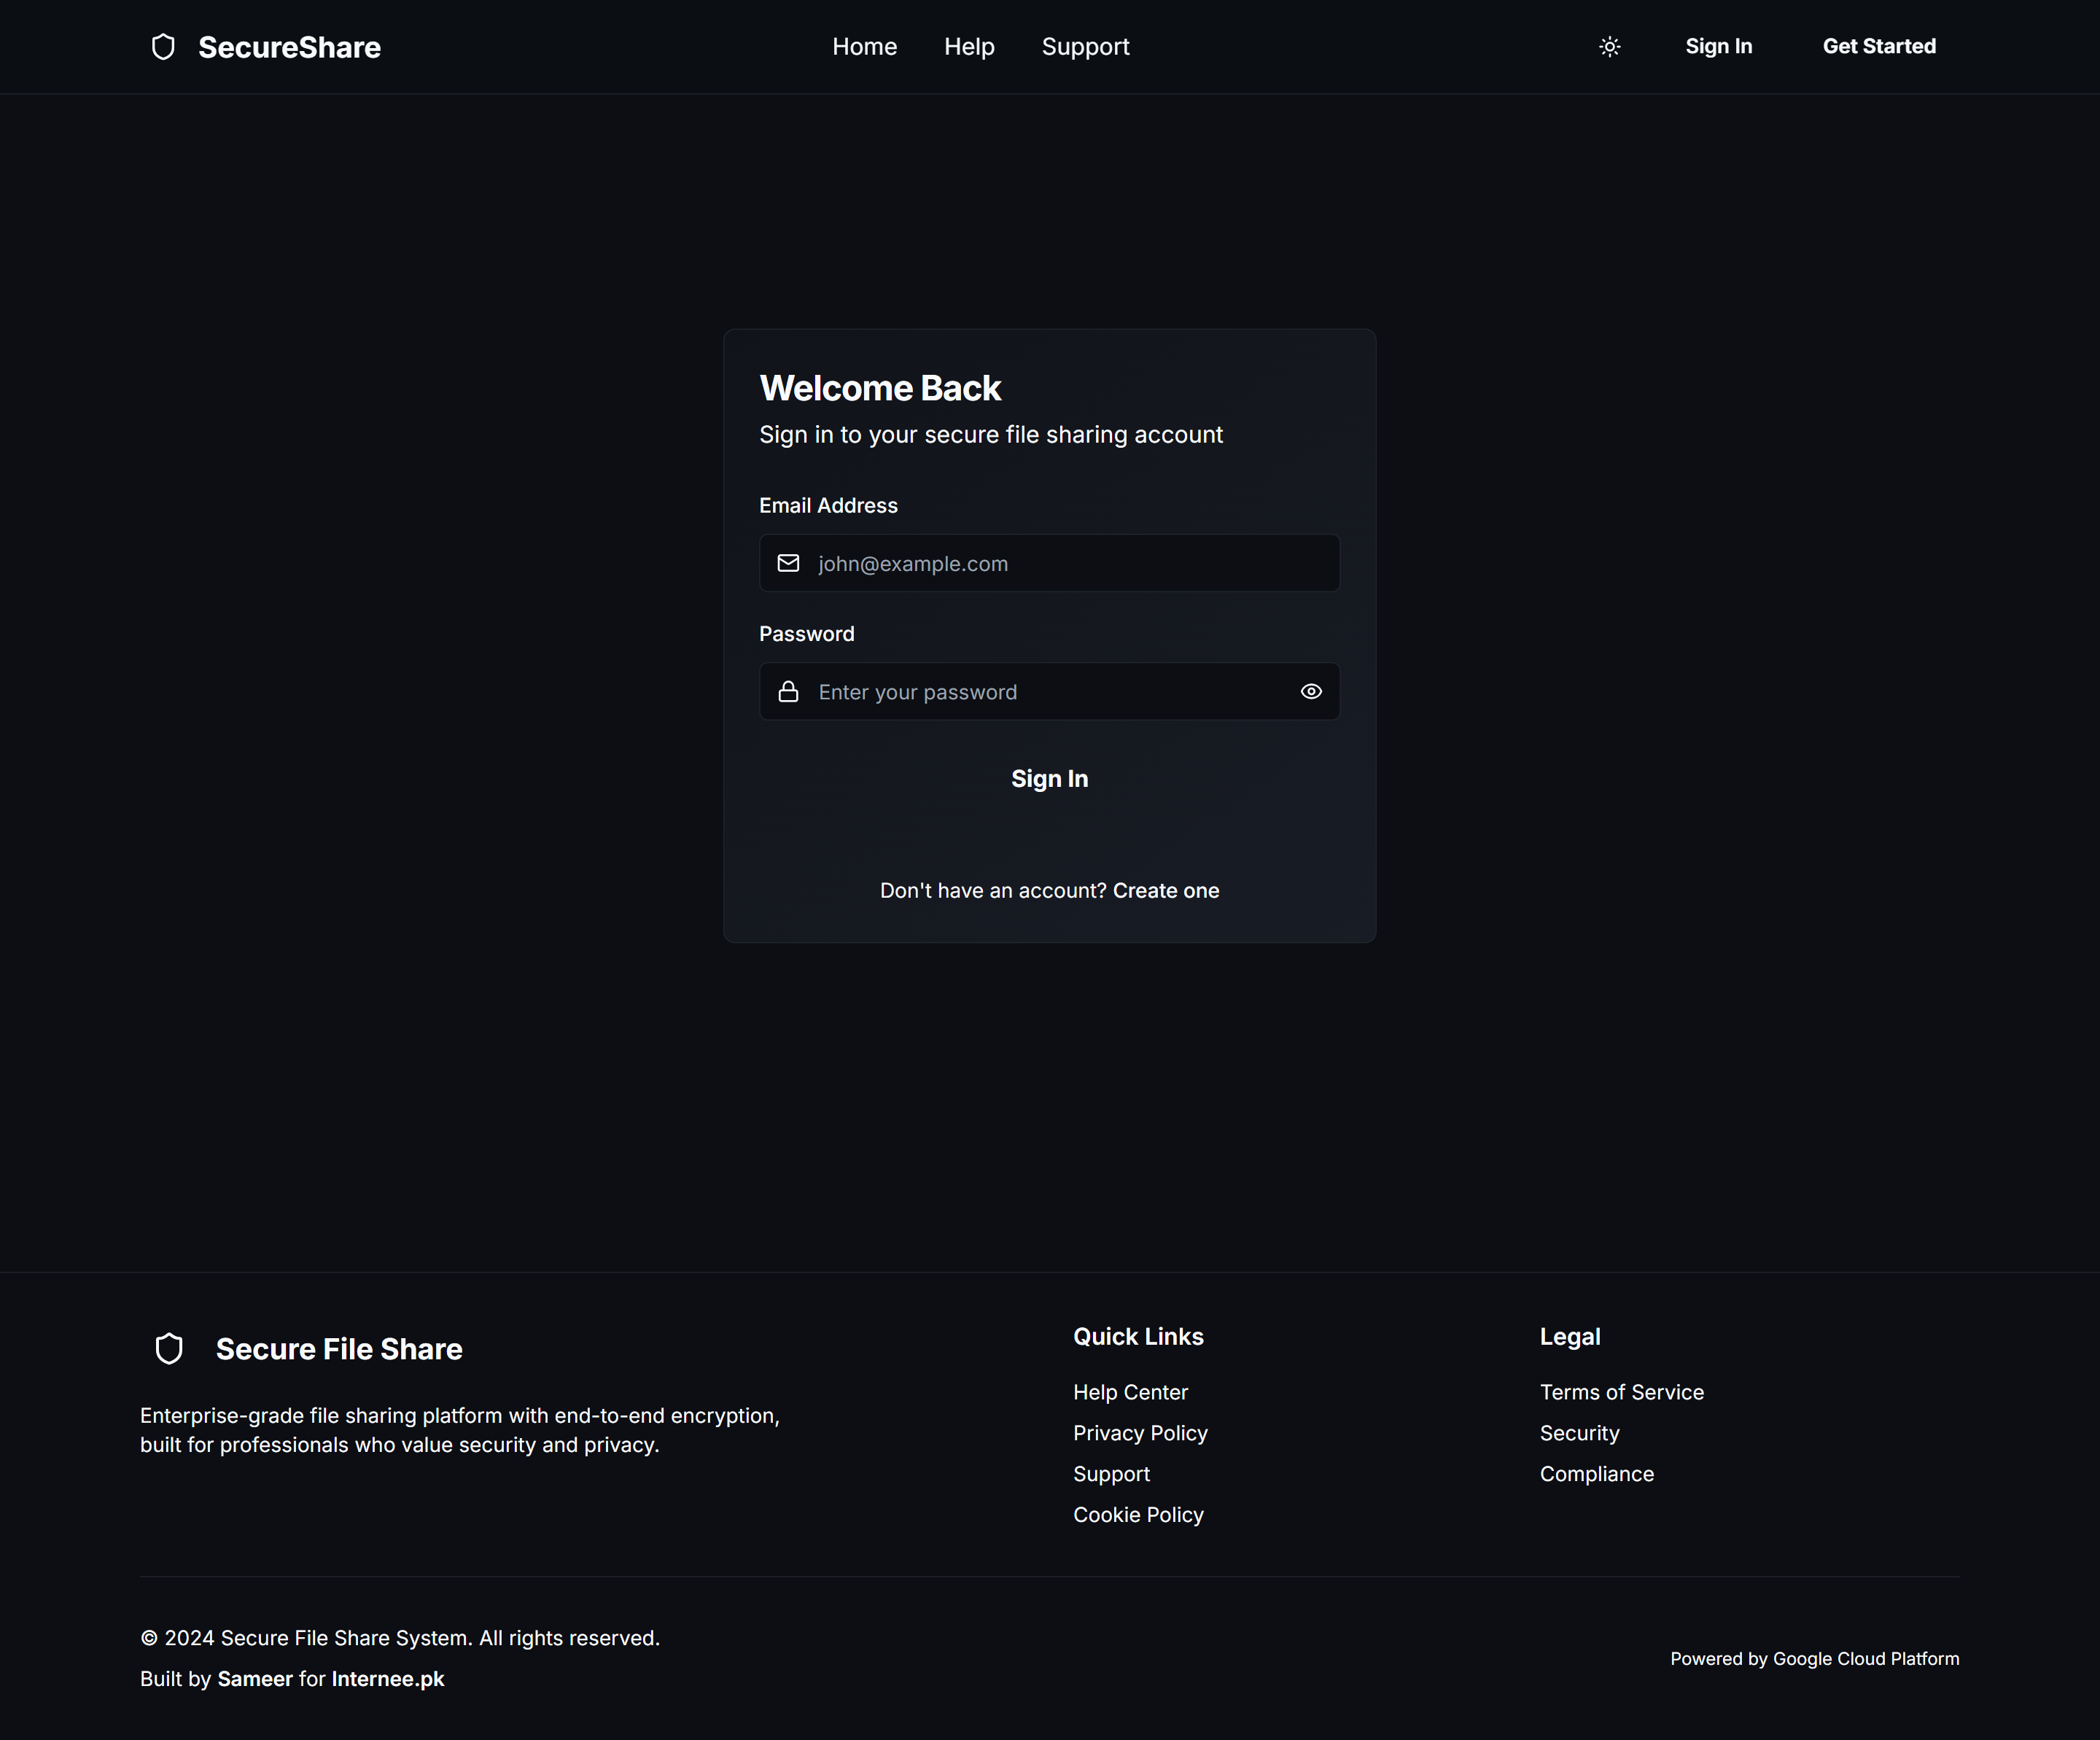 SecureShare
Home
Help
Support
Sign In
Get Started
Welcome Back
Sign in to your secure file sharing account
Email Address
john@example.com
Password
Enter your password
Sign In
Don't have an account? Create one
Secure File Share
Enterprise-grade file sharing platform with end-to-end encryption,
built for professionals who value security and privacy.
Quick Links
Help Center
Privacy Policy
Support
Cookie Policy
Legal
Terms of Service
Security
Compliance
© 2024 Secure File Share System. All rights reserved.
Built by Sameer for Internee.pk
Powered by Google Cloud Platform